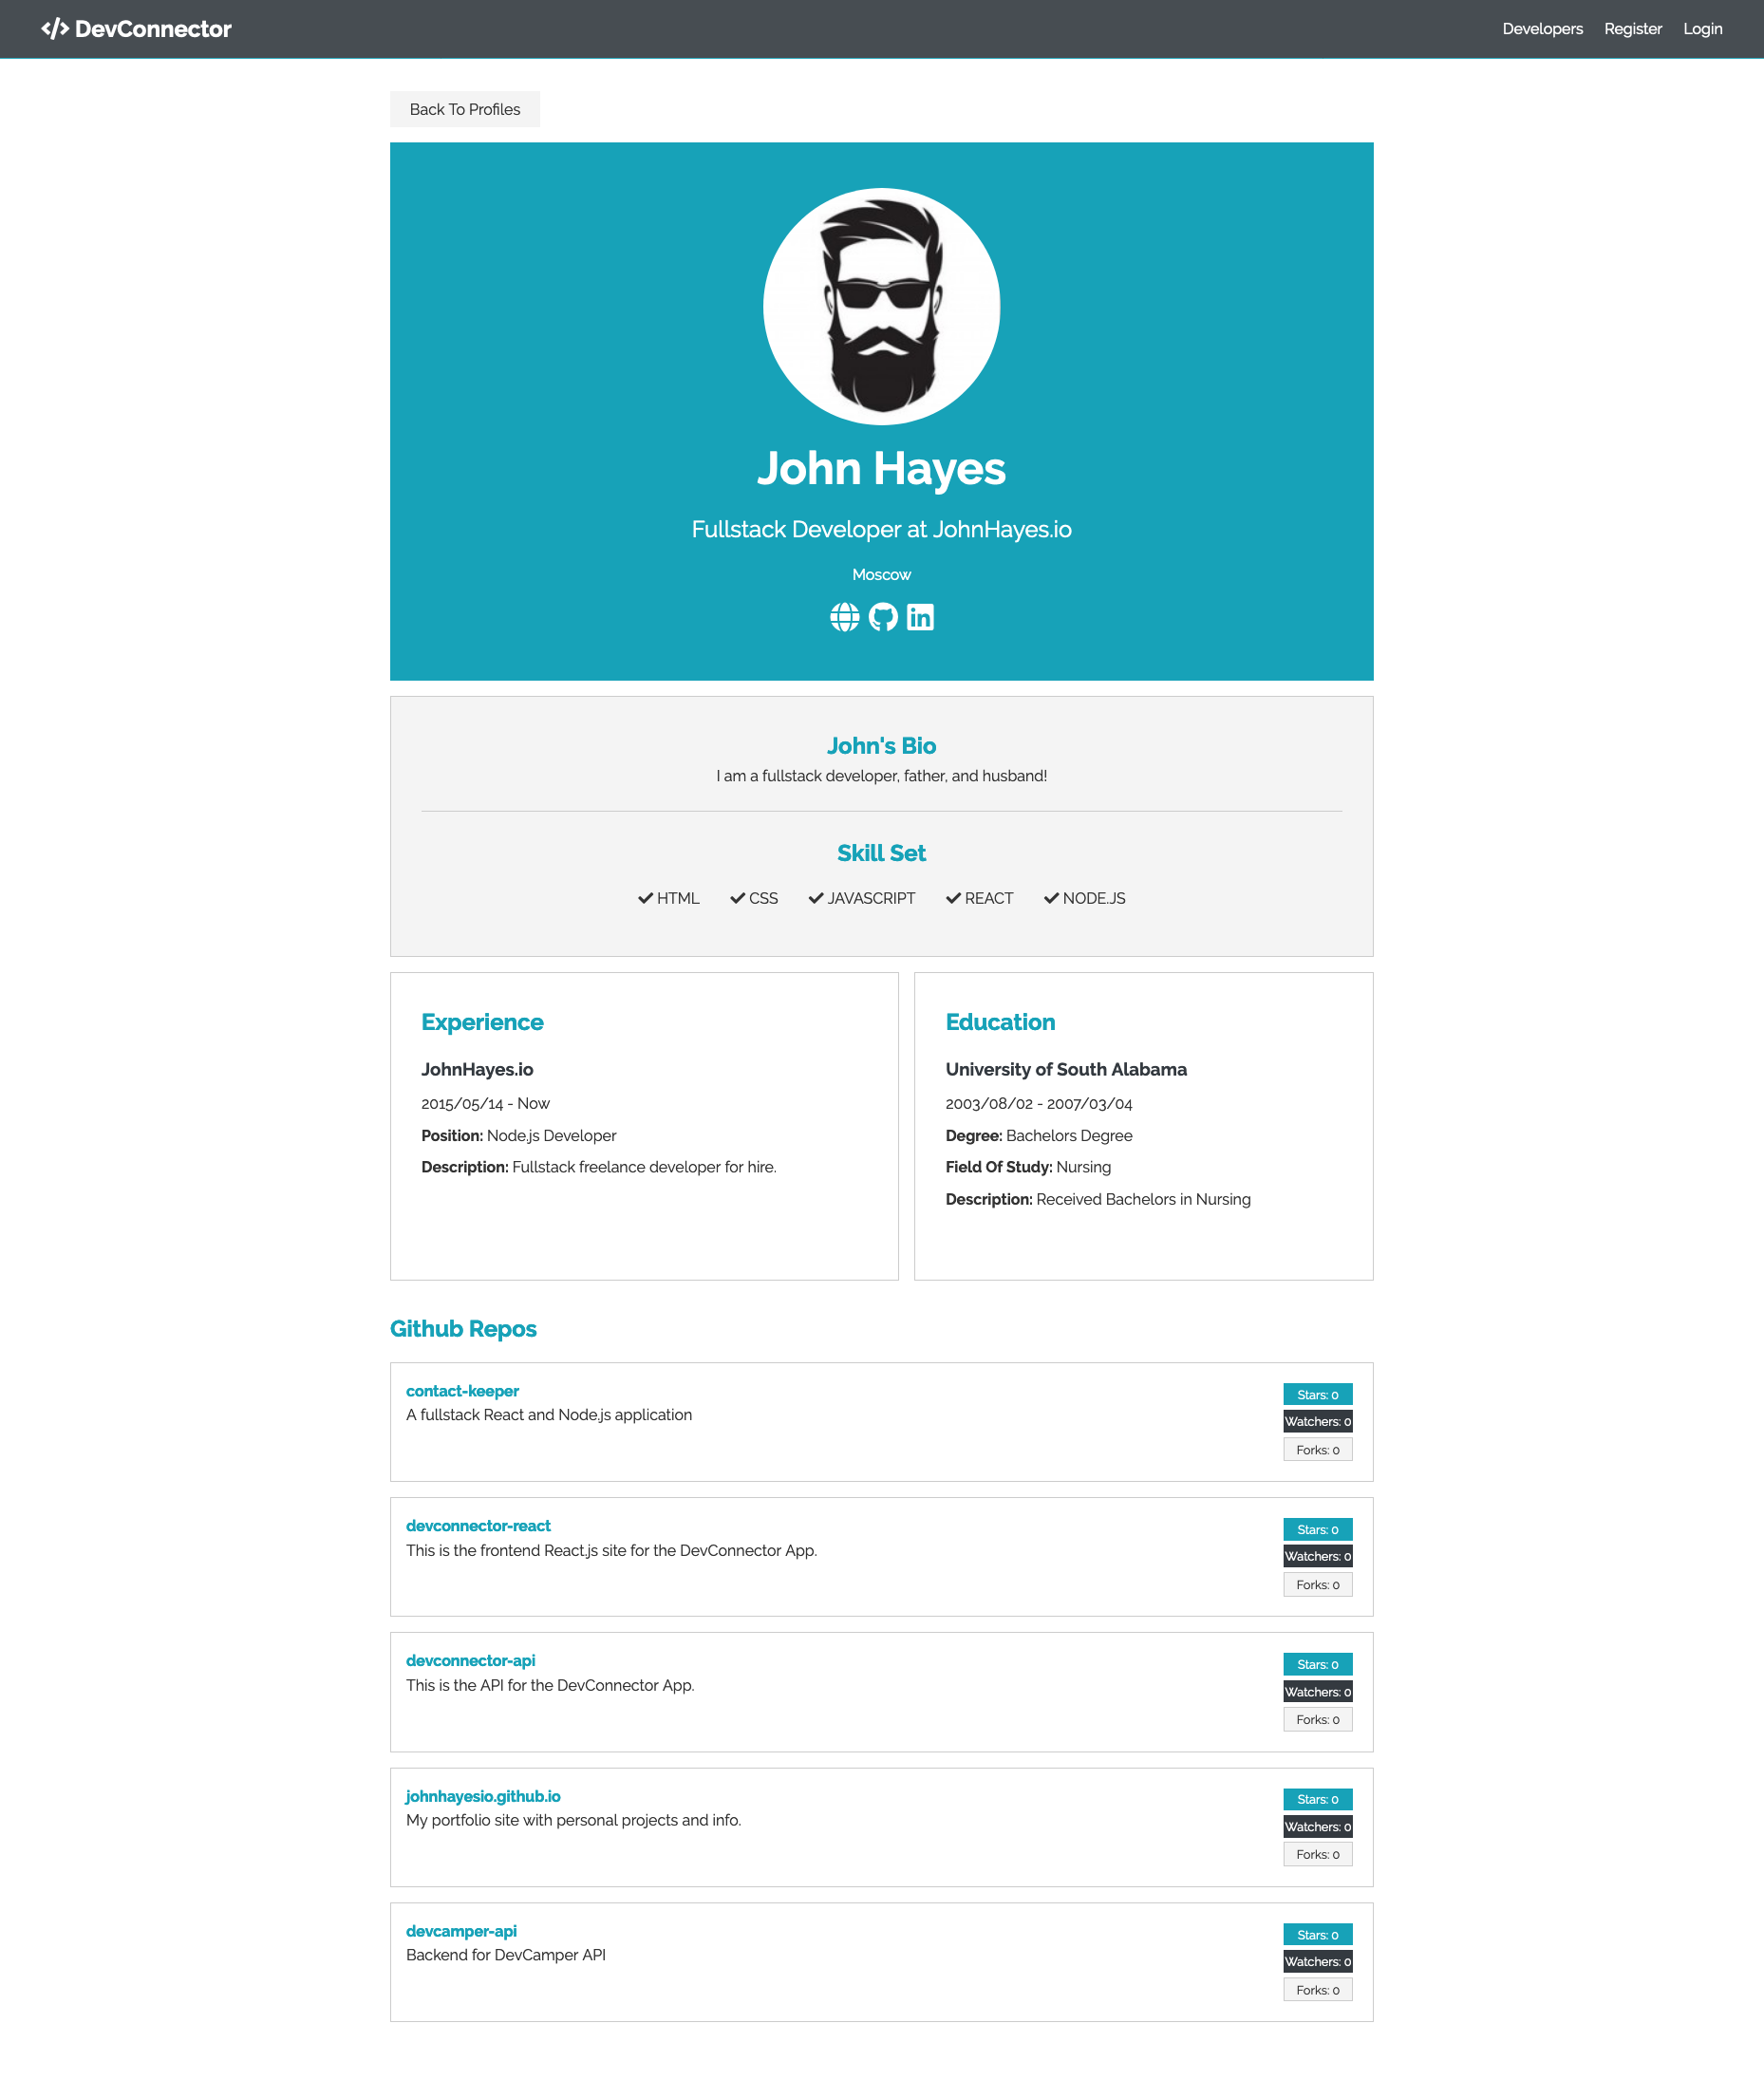 DevConnector
Developers Register Login
Back To Profiles
John Hayes
Fullstack Developer at JohnHayes.io
Moscow
John's Bio
I am a fullstack developer, father, and husband!
Skill Set
HTML CSS JAVASCRIPT REACT NODE.JS
Experience
JohnHayes.io
2015/05/14 - Now
Position: Node.js Developer
Description: Fullstack freelance developer for hire.
Education
University of South Alabama
2003/08/02 - 2007/03/04
Degree: Bachelors Degree
Field Of Study: Nursing
Description: Received Bachelors in Nursing
Github Repos
contact-keeper
A fullstack React and Node.js application
Stars: 0
Watchers: 0
Forks: 0
devconnector-react
This is the frontend React.js site for the DevConnector App.
Stars: 0
Watchers: 0
Forks: 0
devconnector-api
This is the API for the DevConnector App.
Stars: 0
Watchers: 0
Forks: 0
johnhayesio.github.io
My portfolio site with personal projects and info.
Stars: 0
Watchers: 0
Forks: 0
devcamper-api
Backend for DevCamper API
Stars: 0
Watchers: 0
Forks: 0